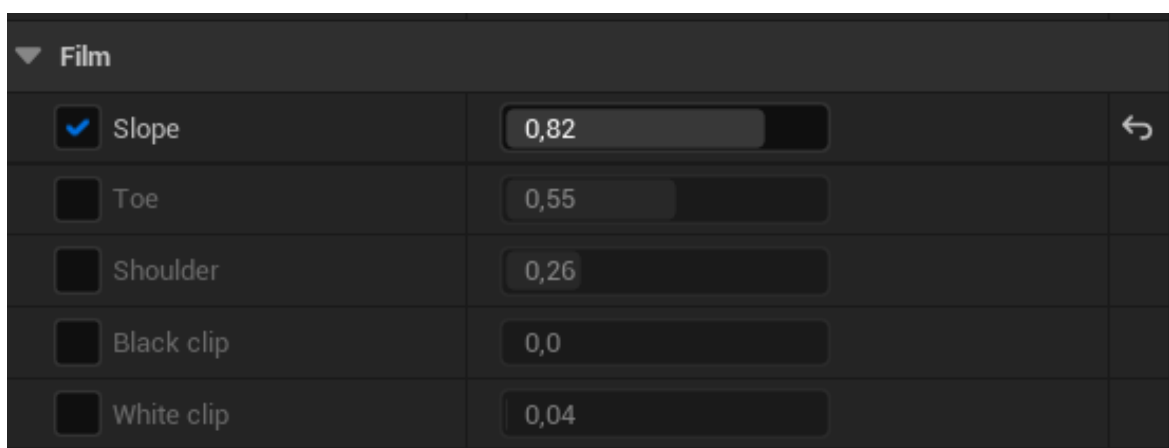 Film
Slope 0,82
Toe 0,55
Shoulder 0,26
Black clip 0,0
White clip 0,04